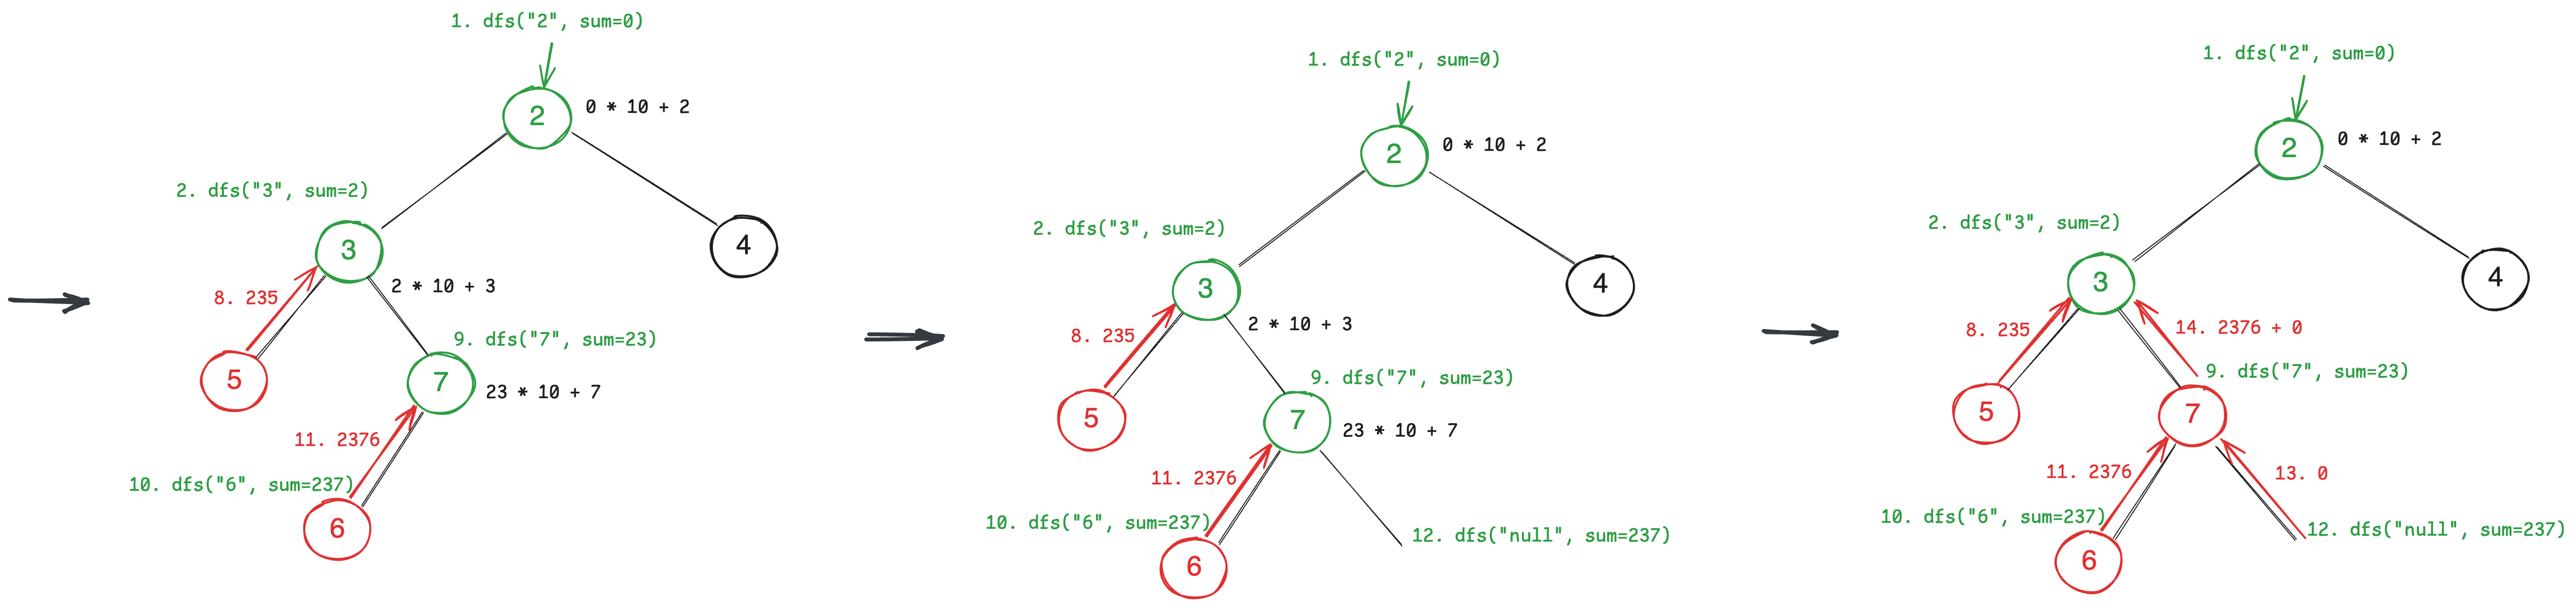 1. dfs("2", sum=0)
2
0 * 10 + 2
2. dfs("3", sum=2)
3
4
2 * 10 + 3
8. 235
9. dfs("7", sum=23)
5
7
23 * 10 + 7
11. 2376
10. dfs("6", sum=237)
6
1. dfs("2", sum=0)
2
0 * 10 + 2
2. dfs("3", sum=2)
3
4
2 * 10 + 3
8. 235
9. dfs("7", sum=23)
5
7
23 * 10 + 7
11. 2376
10. dfs("6", sum=237)
12. dfs("null", sum=237)
6
1. dfs("2", sum=0)
2
0 * 10 + 2
2. dfs("3", sum=2)
3
4
8. 235
14. 2376 + 0
9. dfs("7", sum=23)
5
7
11. 2376
13. 0
10. dfs("6", sum=237)
12. dfs("null", sum=237)
6